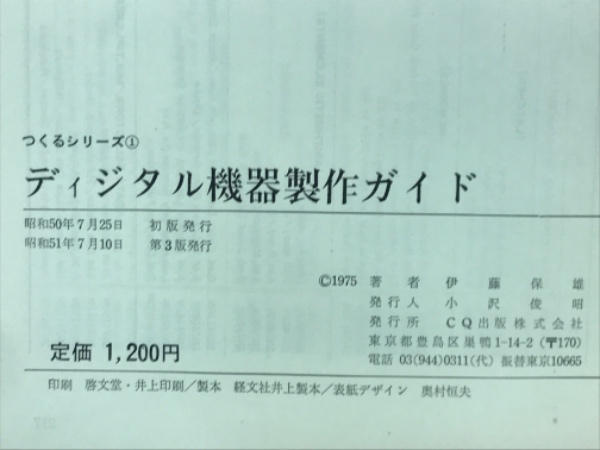 つくるシリーズ①
ディジタル機器製作ガイド
昭和50年7月25日 初版発行
昭和51年7月10日 第3版発行
©1975 著者 伊藤保雄
発行人 小沢俊昭
発行所 CQ出版株式会社
東京都豊島区巣鴨1-14-2(〒170)
電話 03(944)0311(代) 振替東京10665
定価 1,200円
印刷 啓文堂・井上印刷／製本 経文社井上製本／表紙デザイン 奥村恒夫